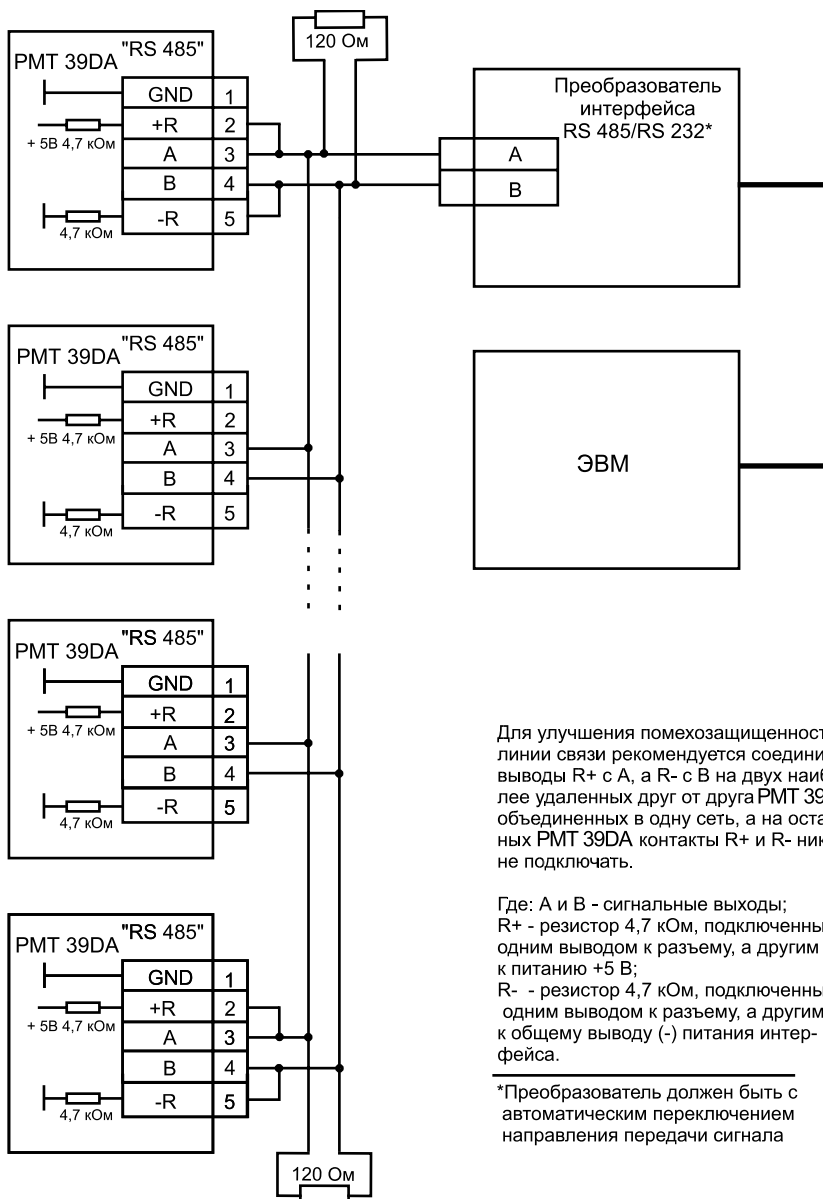 120 Ом
PMT 39DA "RS 485"
GND 1
+R 2
+ 5В 4,7 кОм
A 3
B 4
-R 5
4,7 кОм
Преобразователь
интерфейса
RS 485/RS 232*
A
B
PMT 39DA "RS 485"
GND 1
+R 2
+ 5В 4,7 кОм
A 3
B 4
-R 5
4,7 кОм
ЭВМ
PMT 39DA "RS 485"
GND 1
+R 2
+ 5В 4,7 кОм
A 3
B 4
-R 5
4,7 кОм
PMT 39DA "RS 485"
GND 1
+R 2
+ 5В 4,7 кОм
A 3
B 4
-R 5
4,7 кОм
120 Ом
Для улучшения помехозащищенност
линии связи рекомендуется соедини
выводы R+ с А, а R- с В на двух наиб
лее удаленных друг от друга РМТ 39
объединенных в одну сеть, а на оста
ных РМТ 39DA контакты R+ и R- ник
не подключать.
Где: А и В - сигнальные выходы;
R+ - резистор 4,7 кОм, подключенны
одним выводом к разъему, а другим
к питанию +5 В;
R- - резистор 4,7 кОм, подключенны
одним выводом к разъему, а другим
к общему выводу (-) питания интер-
фейса.
*Преобразователь должен быть с
автоматическим переключением
направления передачи сигнала